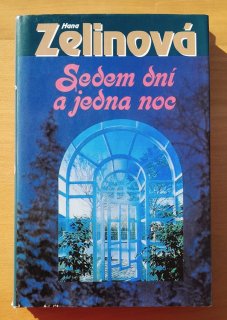 Hana
Zelinová
Sedem dní
a jedna noc